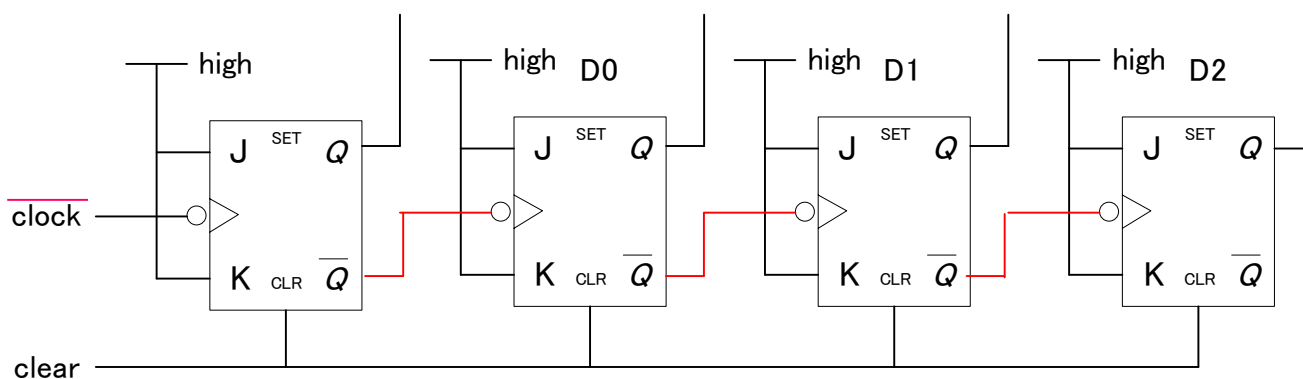 high high D0 high D1 high D2
J SET Q J SET Q J SET Q J SET Q
clock
K CLR Q K CLR Q K CLR Q K CLR Q
clear